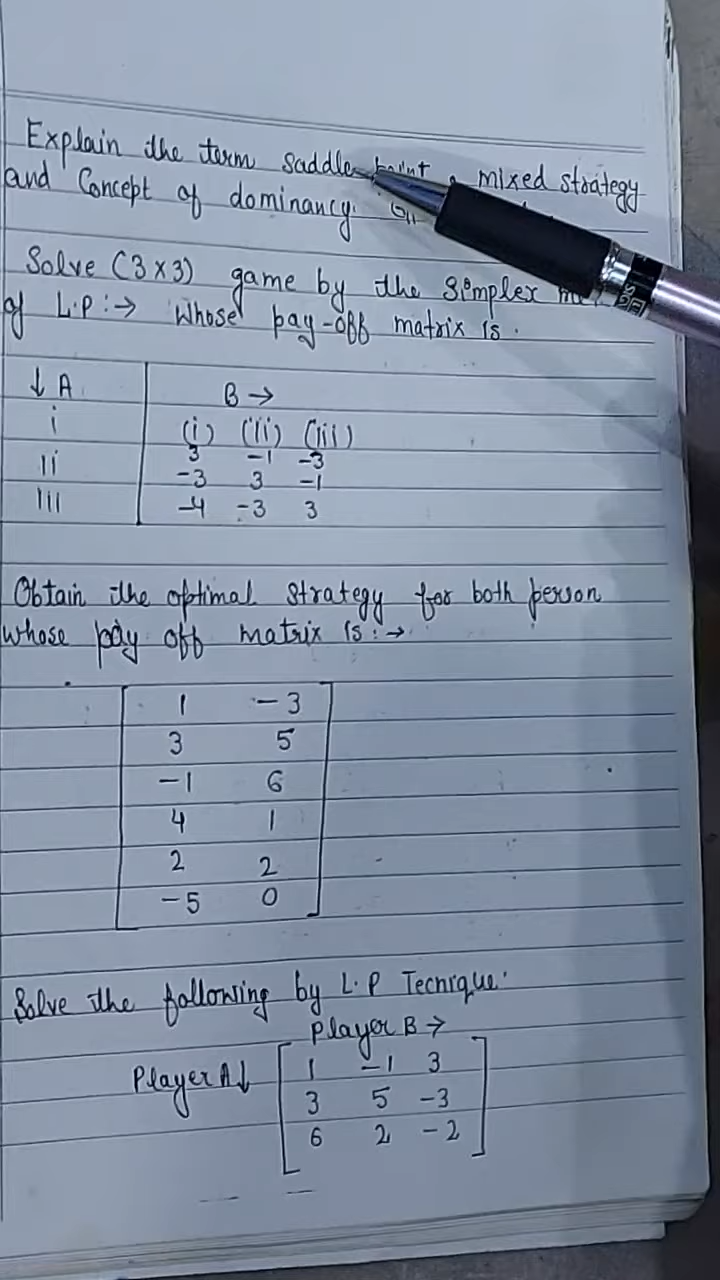 Explain the term Saddle mixed strategy
and Concept of dominancy.
Solve (3×3) game by the Simplex
of L.P:→ Whose pay-off matrix is.
↓ A B →
i (i) (ii) (iii)
3 -1 -3
ii -3 3 -1
iii -4 -3 3
Obtain the optimal strategy for both person
whose pay off matrix is:→
1 -3
3 5
-1 6
4 1
2 2
-5 0
Solve the following by L.P Tecnique.
Player B →
Player A↓ 1 -1 3
3 5 -3
6 2 -2